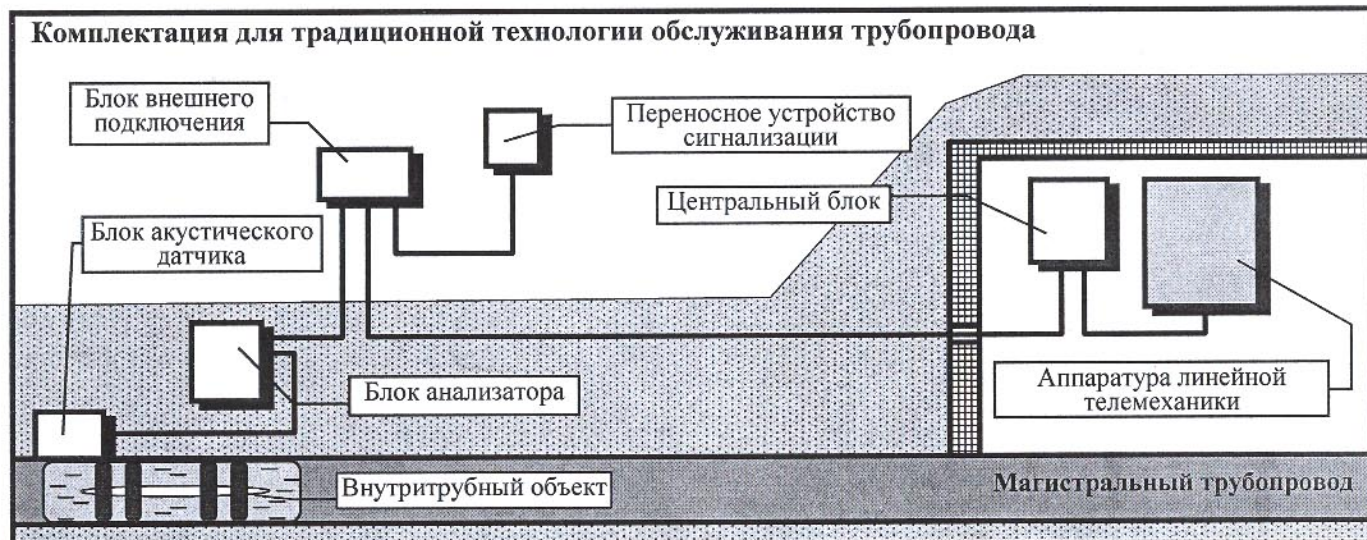 Комплектация для традиционной технологии обслуживания трубопровода
Блок внешнего
подключения
Переносное устройство
сигнализации
Центральный блок
Блок акустического
датчика
Блок анализатора
Аппаратура линейной
телемеханики
Внутритрубный объект
Магистральный трубопровод